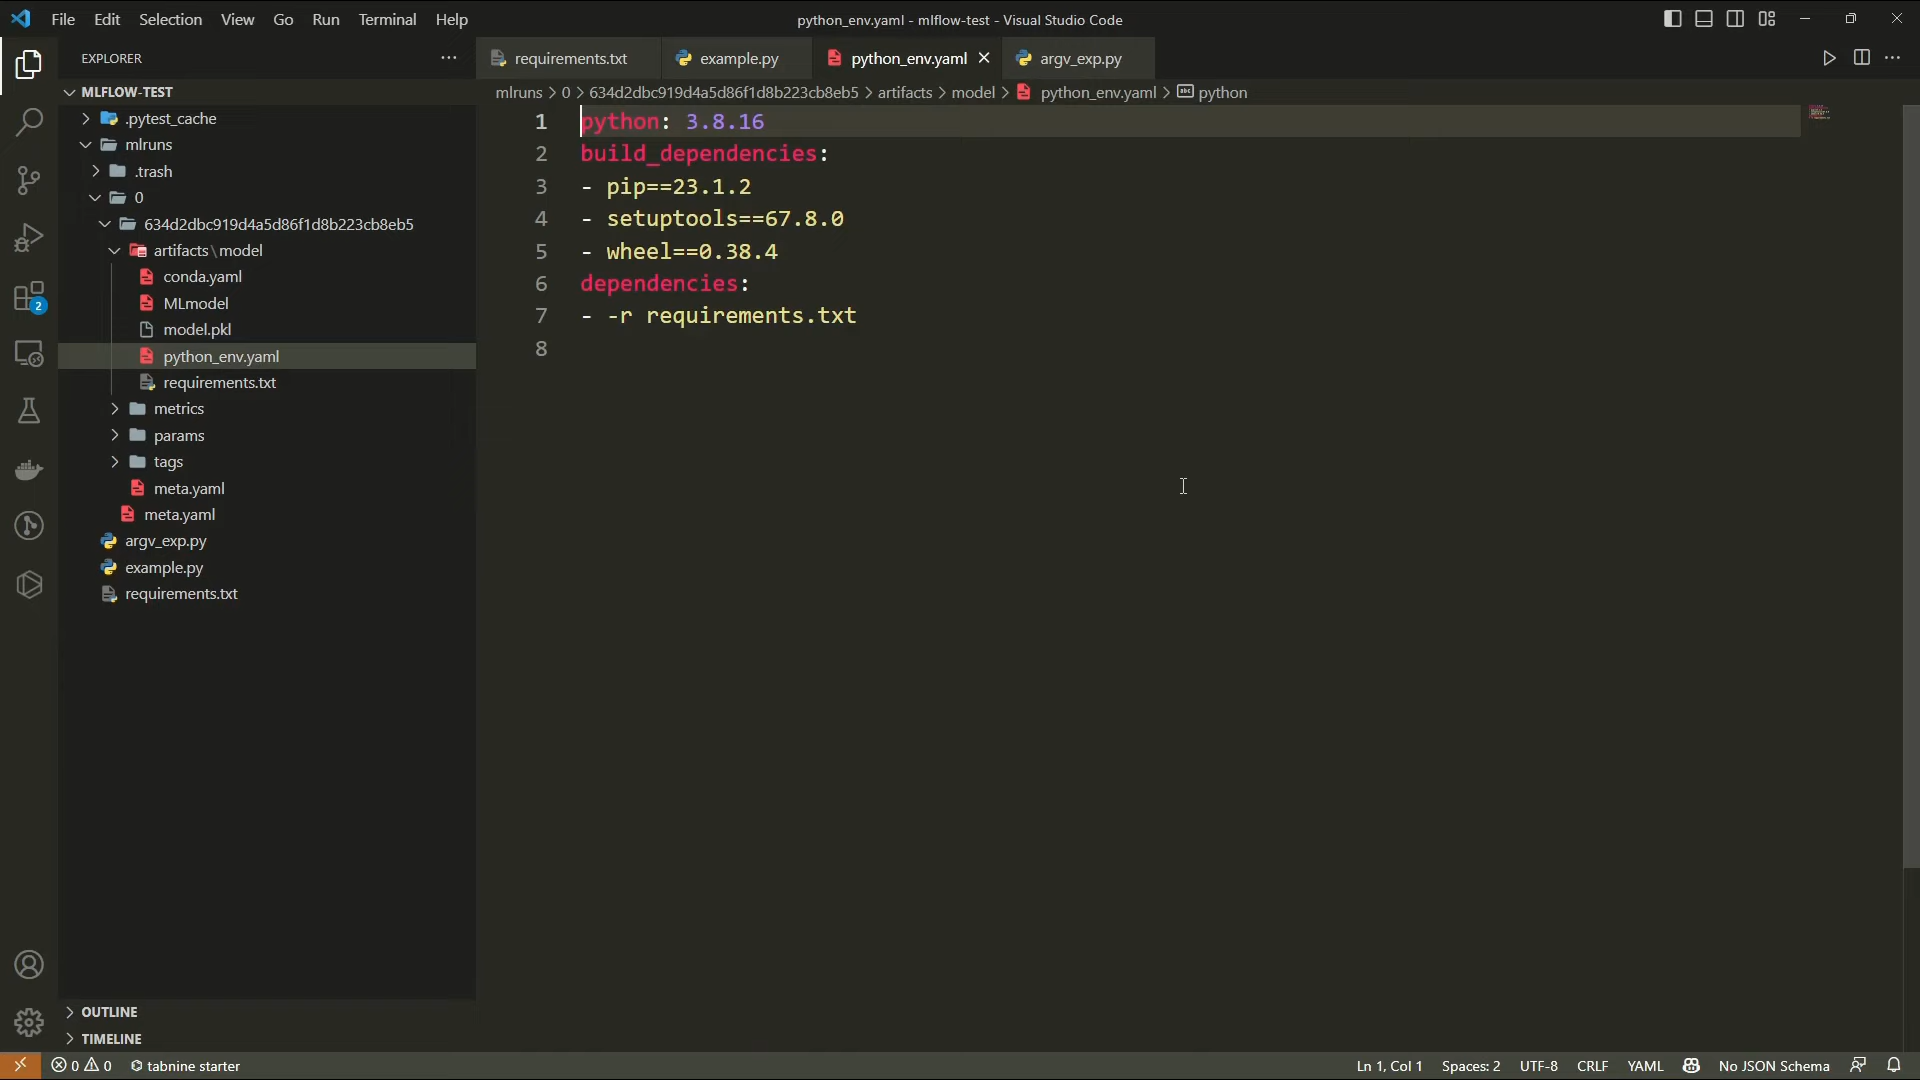 File Edit Selection View Go Run Terminal Help
python_env.yaml - mlflow-test - Visual Studio Code
EXPLORER
requirements.txt
example.py
python_env.yaml
argv_exp.py
MLFLOW-TEST
mlruns > 0 > 634d2dbc919d4a5d86f1d8b223cb8eb5 > artifacts > model > python_env.yaml > python
.pytest_cache
mlruns
.trash
0
634d2dbc919d4a5d86f1d8b223cb8eb5
artifacts\model
conda.yaml
MLmodel
model.pkl
python_env.yaml
requirements.txt
metrics
params
tags
meta.yaml
meta.yaml
argv_exp.py
example.py
requirements.txt
2
1 python: 3.8.16
2 build_dependencies:
3 - pip==23.1.2
4 - setuptools==67.8.0
5 - wheel==0.38.4
6 dependencies:
7 - -r requirements.txt
8
OUTLINE
TIMELINE
0 0 tabnine starter
Ln 1, Col 1 Spaces: 2 UTF-8 CRLF YAML No JSON Schema